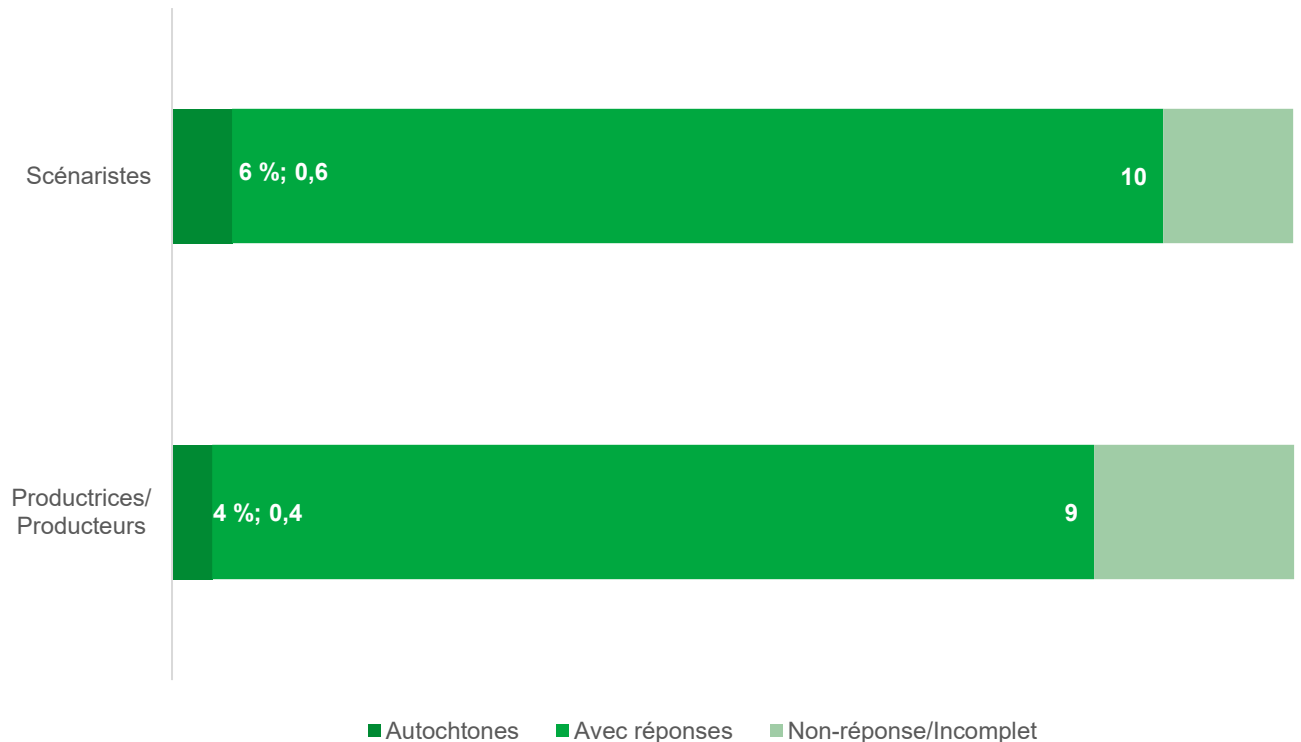 Scénaristes
6 %; 0,6
10
Productrices/
Producteurs
4 %; 0,4
9
Autochtones
Avec réponses
Non-réponse/Incomplet